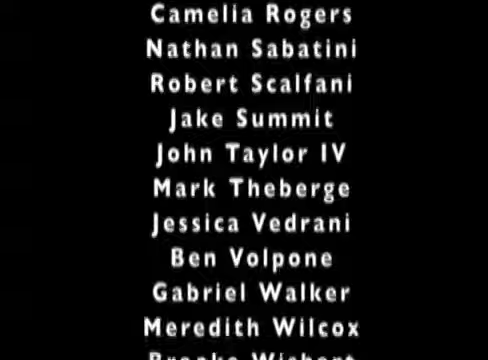 Camelia Rogers
Nathan Sabatini
Robert Scalfani
Jake Summit
John Taylor IV
Mark Theberge
Jessica Vedrani
Ben Volpone
Gabriel Walker
Meredith Wilcox